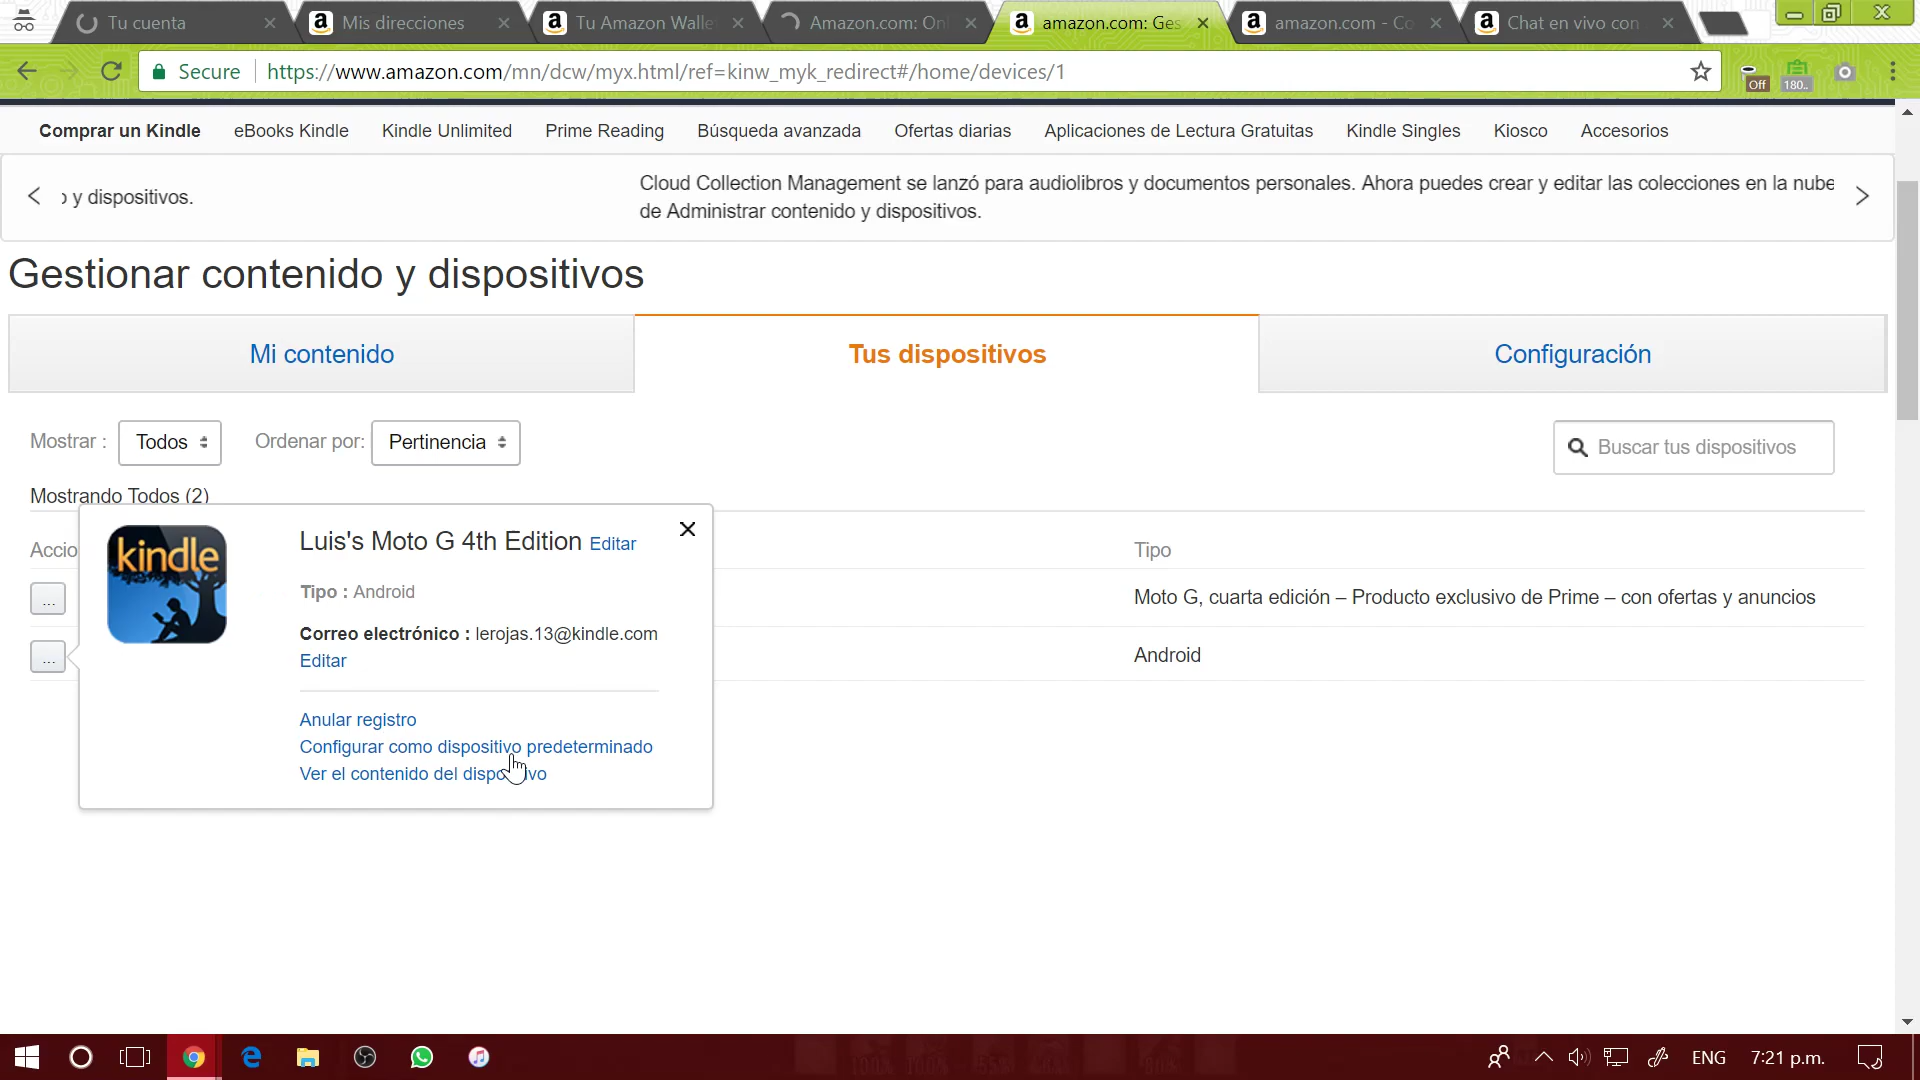 Tu cuenta
Mis direcciones
Tu Amazon Walle
Amazon.com: Onl
amazon.com: Ges
amazon.com - Co
Chat en vivo con
Secure https://www.amazon.com/mn/dcw/myx.html/ref=kinw_myk_redirect#/home/devices/1
Off
180..
Comprar un Kindle eBooks Kindle Kindle Unlimited Prime Reading Búsqueda avanzada Ofertas diarias Aplicaciones de Lectura Gratuitas Kindle Singles Kiosco Accesorios
Cloud Collection Management se lanzó para audiolibros y documentos personales. Ahora puedes crear y editar las colecciones en la nube
y dispositivos.
de Administrar contenido y dispositivos.
Gestionar contenido y dispositivos
Mi contenido Tus dispositivos Configuración
Mostrar : Todos Ordenar por: Pertinencia
Buscar tus dispositivos
Mostrando Todos (2)
Accio
Tipo
... Moto G, cuarta edición – Producto exclusivo de Prime – con ofertas y anuncios
... Android
kindle
Luis's Moto G 4th Edition Editar
Tipo : Android
Correo electrónico : lerojas.13@kindle.com
Editar
Anular registro
Configurar como dispositivo predeterminado
Ver el contenido del dispo vo
ENG 7:21 p.m.